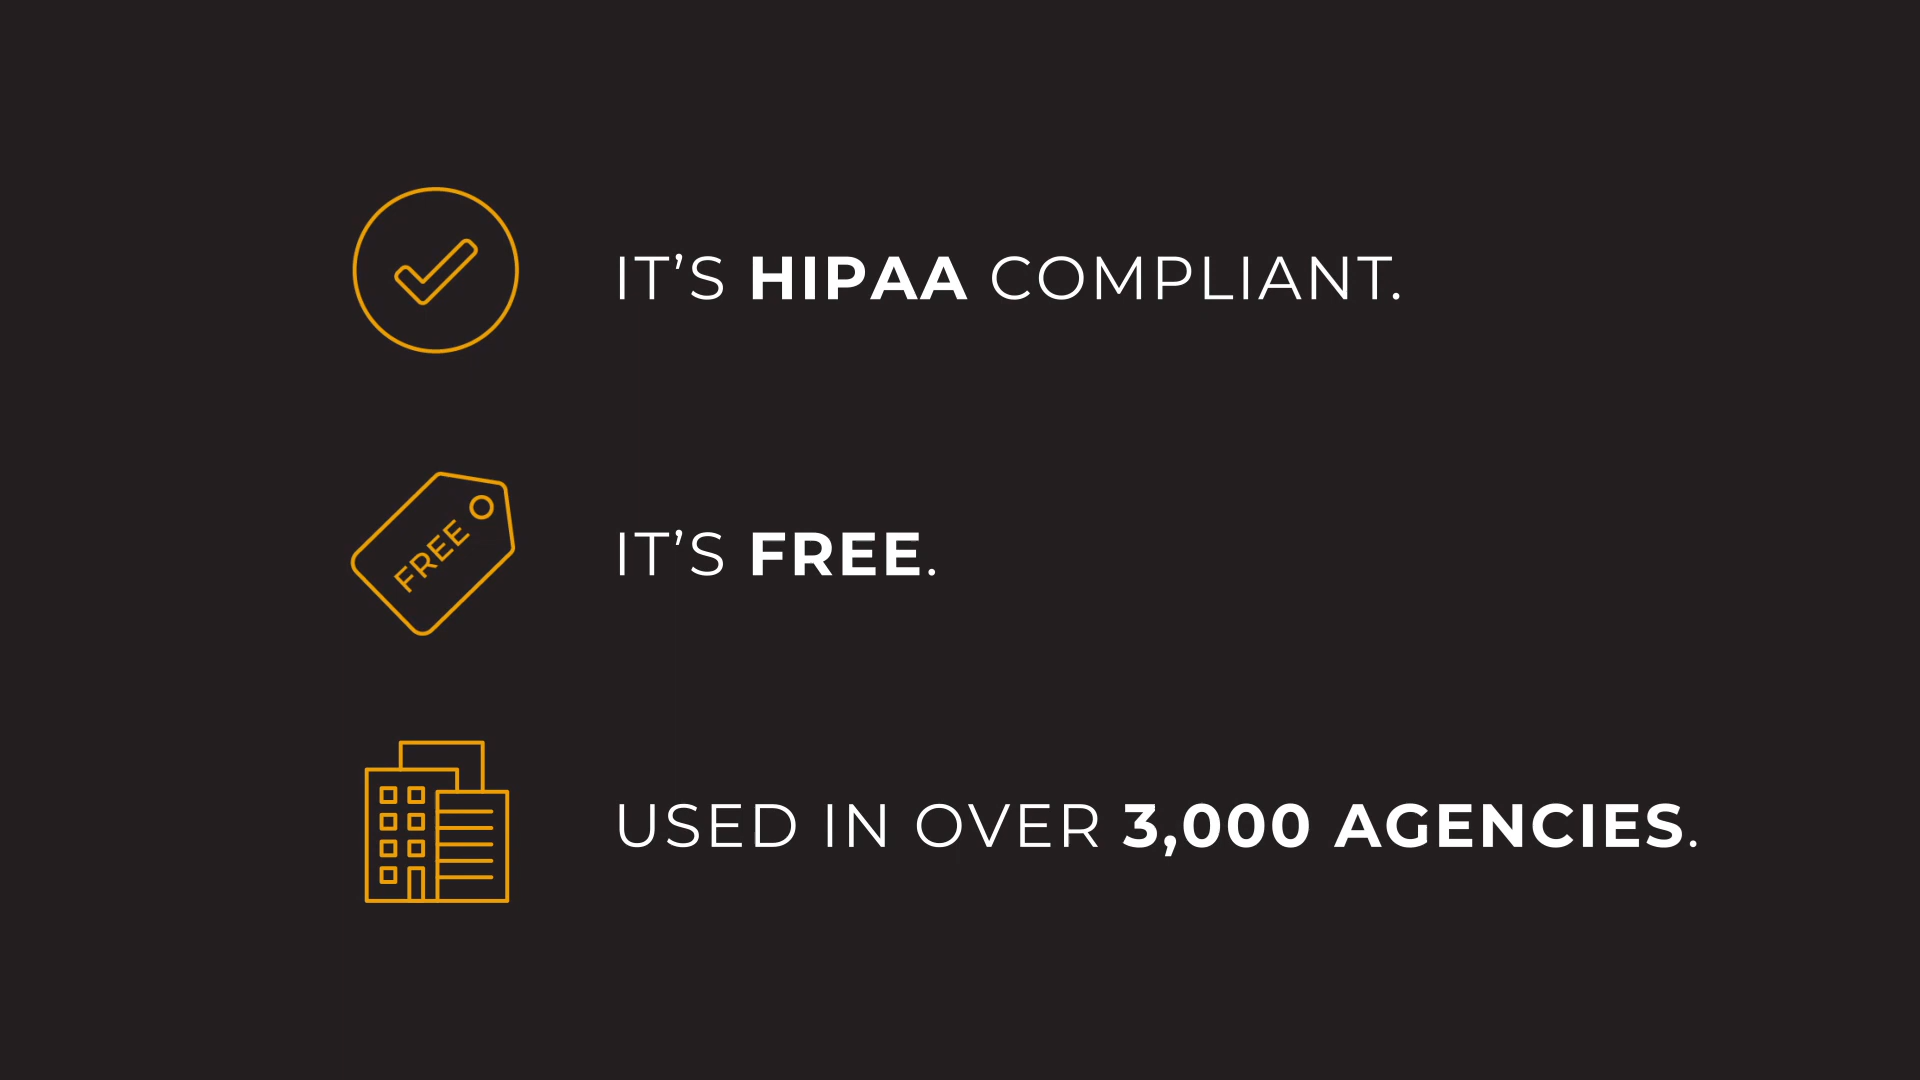 IT’S HIPAA COMPLIANT.
FREE
IT’S FREE.
USED IN OVER 3,000 AGENCIES.